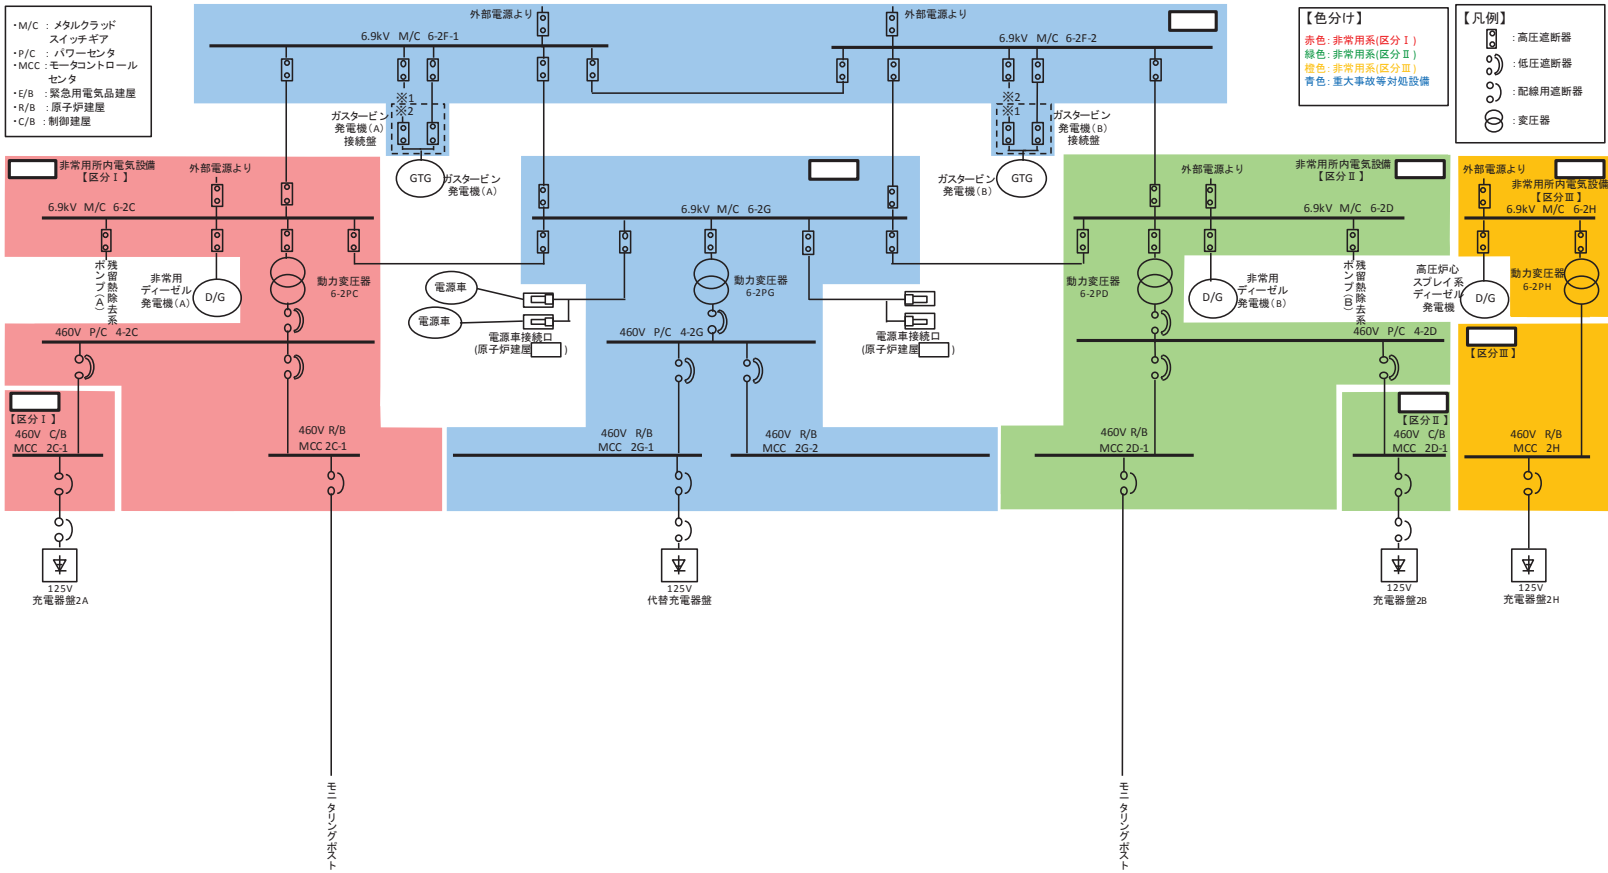 ・M/C ： メタルクラッド
スイッチギア
・P/C ： パワーセンタ
・MCC ：モータコントロール
センタ
・E/B ：緊急用電気品建屋
・R/B ：原子炉建屋
・C/B ：制御建屋
外部電源より
6.9kV M/C 6-2F-1
外部電源より
6.9kV M/C 6-2F-2
【色分け】
赤色：非常用系(区分Ⅰ)
緑色：非常用系(区分Ⅱ)
橙色：非常用系(区分Ⅲ)
青色：重大事故等対処設備
【凡例】
：高圧遮断器
：低圧遮断器
：配線用遮断器
：変圧器
※1
※2
ガスタービン
発電機(A)
接続盤
GTG
ガスタービン
発電機(A)
※2
※1
ガスタービン
発電機(B)
接続盤
GTG
ガスタービン
発電機(B)
非常用所内電気設備
【区分Ⅰ】
外部電源より
6.9kV M/C 6-2C
残留熱除去系
ポンプ(A)
非常用
ディーゼル
発電機(A)
D/G
動力変圧器
6-2PC
460V P/C 4-2C
【区分Ⅰ】
460V C/B
MCC 2C-1
460V R/B
MCC 2C-1
125V
充電器盤2A
モニタリングポスト
6.9kV M/C 6-2G
動力変圧器
6-2PG
電源車
電源車
電源車接続口
(原子炉建屋 )
460V P/C 4-2G
電源車接続口
(原子炉建屋 )
460V R/B
MCC 2G-1
460V R/B
MCC 2G-2
125V
代替充電器盤
外部電源より
非常用所内電気設備
【区分Ⅱ】
6.9kV M/C 6-2D
動力変圧器
6-2PD
D/G
非常用
ディーゼル
発電機(B)
残留熱除去系
ポンプ(B)
460V P/C 4-2D
460V R/B
MCC 2D-1
【区分Ⅱ】
460V C/B
MCC 2D-1
125V
充電器盤2B
モニタリングポスト
外部電源より
非常用所内電気設備
【区分Ⅲ】
6.9kV M/C 6-2H
高圧炉心
スプレイ系
ディーゼル
発電機
D/G
動力変圧器
6-2PH
【区分Ⅲ】
460V R/B
MCC 2H
125V
充電器盤2H